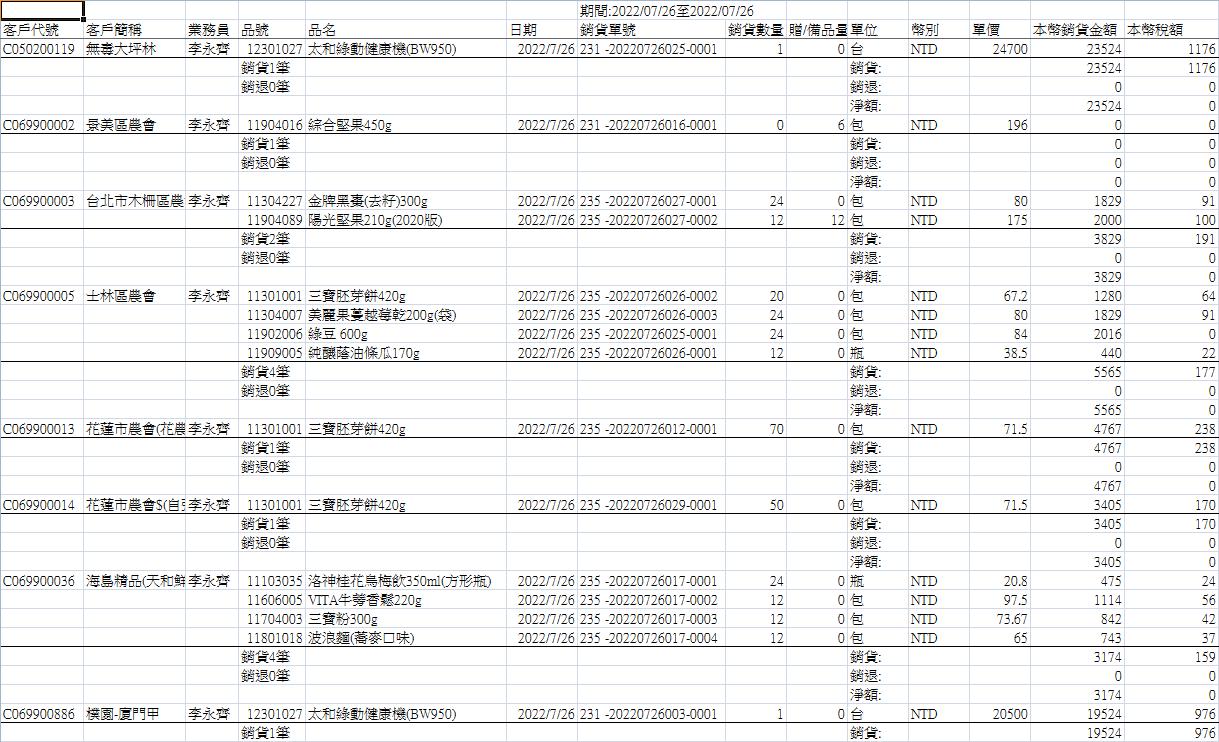 期間:2022/07/26至2022/07/26
客戶代號 客戶簡稱 業務員 品號 品名 日期 銷貨單號 銷貨數量 贈/備品量 單位 幣別 單價 本幣銷貨金額 本幣稅額
C050200119 無毒大坪林 李永齊 12301027 太和綠動健康機(BW950) 2022/7/26 231 -20220726025-0001 1 0 台 NTD 24700 23524 1176
銷貨1筆 銷貨: 23524 1176
銷退0筆 銷退: 0 0
淨額: 23524 0
C069900002 景美區農會 李永齊 11904016 綜合堅果450g 2022/7/26 231 -20220726016-0001 0 6 包 NTD 196 0 0
銷貨1筆 銷貨: 0 0
銷退0筆 銷退: 0 0
淨額: 0 0
C069900003 台北市木柵區農 李永齊 11304227 金牌黑棗(去籽)300g 2022/7/26 235 -20220726027-0001 24 0 包 NTD 80 1829 91
11904089 陽光堅果210g(2020版) 2022/7/26 235 -20220726027-0002 12 12 包 NTD 175 2000 100
銷貨2筆 銷貨: 3829 191
銷退0筆 銷退: 0 0
淨額: 3829 0
C069900005 士林區農會 李永齊 11301001 三寶胚芽餅420g 2022/7/26 235 -20220726026-0002 20 0 包 NTD 67.2 1280 64
11304007 美麗果蔓越莓乾200g(袋) 2022/7/26 235 -20220726026-0003 24 0 包 NTD 80 1829 91
11902006 綠豆 600g 2022/7/26 235 -20220726025-0001 24 0 包 NTD 84 2016 0
11909005 純釀蔭油條瓜170g 2022/7/26 235 -20220726026-0001 12 0 瓶 NTD 38.5 440 22
銷貨4筆 銷貨: 5565 177
銷退0筆 銷退: 0 0
淨額: 5565 0
C069900013 花蓮市農會(花農 李永齊 11301001 三寶胚芽餅420g 2022/7/26 235 -20220726012-0001 70 0 包 NTD 71.5 4767 238
銷貨1筆 銷貨: 4767 238
銷退0筆 銷退: 0 0
淨額: 4767 0
C069900014 花蓮市農會$(自 李永齊 11301001 三寶胚芽餅420g 2022/7/26 235 -20220726029-0001 50 0 包 NTD 71.5 3405 170
銷貨1筆 銷貨: 3405 170
銷退0筆 銷退: 0 0
淨額: 3405 0
C069900036 海島精品(天和鮮 李永齊 11103035 洛神桂花烏梅飲350ml(方形瓶) 2022/7/26 235 -20220726017-0001 24 0 瓶 NTD 20.8 475 24
11606005 VITA牛蒡香鬆220g 2022/7/26 235 -20220726017-0002 12 0 包 NTD 97.5 1114 56
11704003 三寶粉300g 2022/7/26 235 -20220726017-0003 12 0 包 NTD 73.67 842 42
11801018 波浪麵(蕎麥口味) 2022/7/26 235 -20220726017-0004 12 0 包 NTD 65 743 37
銷貨4筆 銷貨: 3174 159
銷退0筆 銷退: 0 0
淨額: 3174 0
C069900886 樸園-廈門甲 李永齊 12301027 太和綠動健康機(BW950) 2022/7/26 231 -20220726003-0001 1 0 台 NTD 20500 19524 976
銷貨1筆 銷貨: 19524 976